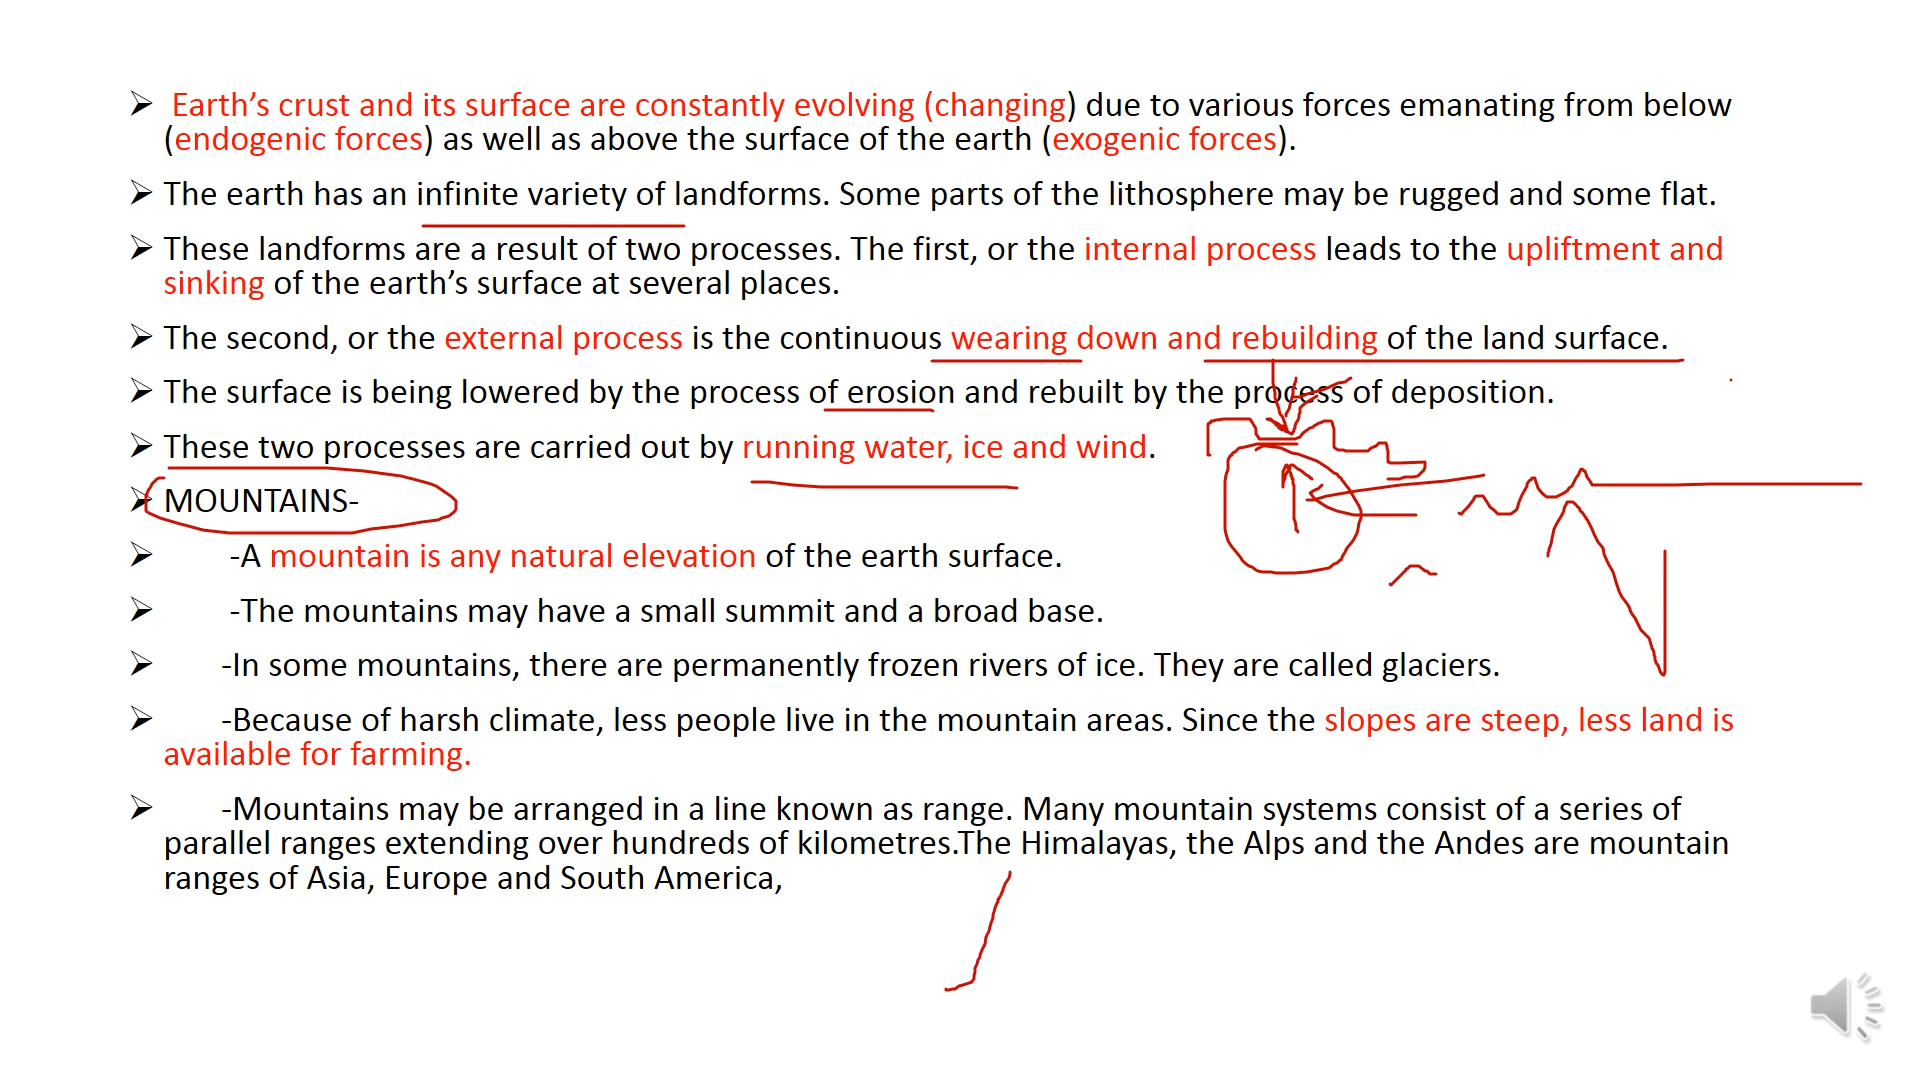 ➢ Earth’s crust and its surface are constantly evolving (changing) due to various forces emanating from below
(endogenic forces) as well as above the surface of the earth (exogenic forces).
➢ The earth has an infinite variety of landforms. Some parts of the lithosphere may be rugged and some flat.
➢ These landforms are a result of two processes. The first, or the internal process leads to the upliftment and
sinking of the earth’s surface at several places.
➢ The second, or the external process is the continuous wearing down and rebuilding of the land surface.
➢ The surface is being lowered by the process of erosion and rebuilt by the process of deposition.
➢ These two processes are carried out by running water, ice and wind.
➢ MOUNTAINS-
➢ -A mountain is any natural elevation of the earth surface.
➢ -The mountains may have a small summit and a broad base.
➢ -In some mountains, there are permanently frozen rivers of ice. They are called glaciers.
➢ -Because of harsh climate, less people live in the mountain areas. Since the slopes are steep, less land is
available for farming.
➢ -Mountains may be arranged in a line known as range. Many mountain systems consist of a series of
parallel ranges extending over hundreds of kilometres.The Himalayas, the Alps and the Andes are mountain
ranges of Asia, Europe and South America,